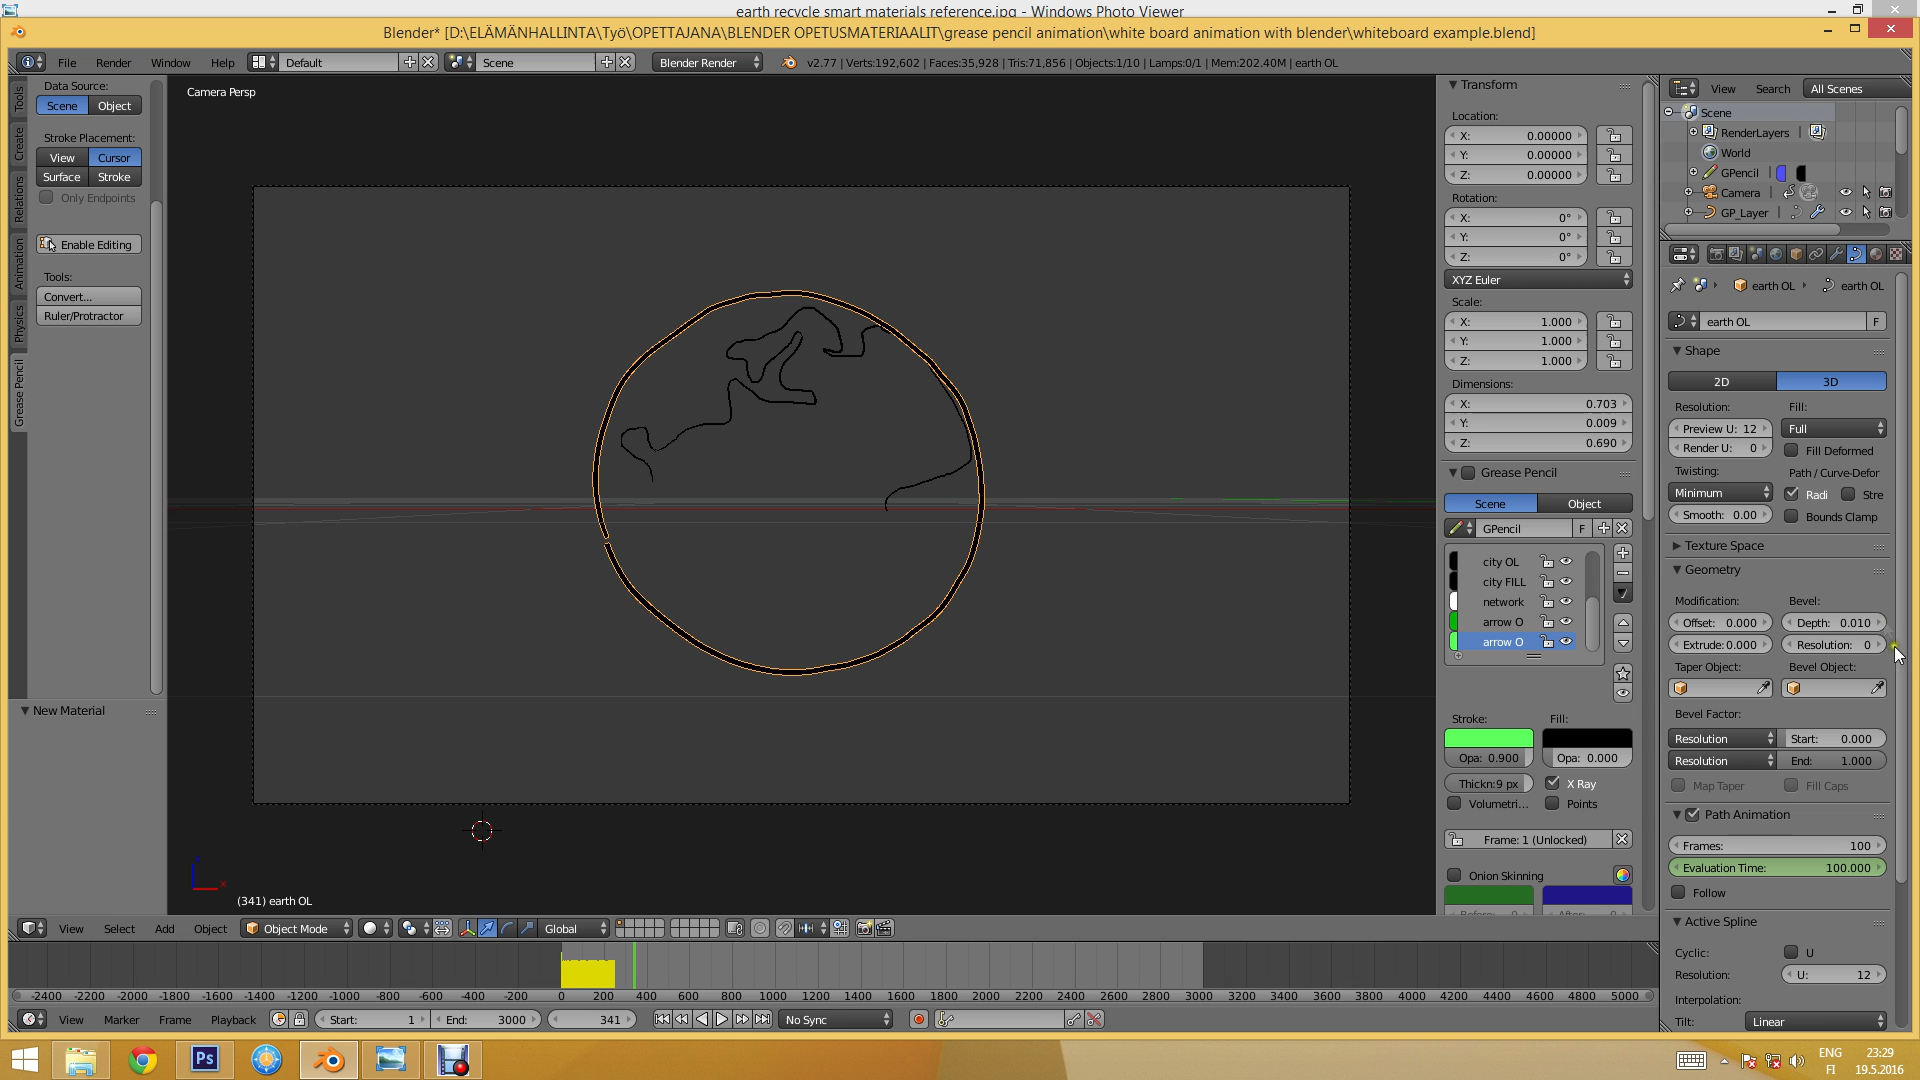 earth recycle smart materials reference.jpg - Windows Photo Viewer
Blender* [D:\ELÄMÄNHALLINTA\Työ\OPETTAJANA\BLENDER OPETUSMATERIAALIT\grease pencil animation\white board animation with blender\whiteboard example.blend]
File Render Window Help Default Scene Blender Render v2.77 | Verts:192,602 | Faces:35,928 | Tris:71,856 | Objects:1/10 | Lamps:0/1 | Mem:202.40M | earth OL
Tools
Create
Relations
Animation
Physics
Grease Pencil
Data Source:
Scene Object
Stroke Placement:
View Cursor
Surface Stroke
Only Endpoints
Enable Editing
Tools:
Convert...
Ruler/Protractor
New Material
Camera Persp
(341) earth OL
Transform
Location:
X: 0.00000
Y: 0.00000
Z: 0.00000
Rotation:
X: 0°
Y: 0°
Z: 0°
XYZ Euler
Scale:
X: 1.000
Y: 1.000
Z: 1.000
Dimensions:
X: 0.703
Y: 0.009
Z: 0.690
Grease Pencil
Scene Object
GPencil F
city OL
city FILL
network
arrow O
arrow O
Stroke: Fill:
Opa: 0.900 Opa: 0.000
Thickn:9 px X Ray
Volumetri... Points
Frame: 1 (Unlocked)
Onion Skinning
Before: 0 After: 0
View Search All Scenes
Scene
RenderLayers
World
GPencil
Camera
GP_Layer
earth OL earth OL
earth OL F
Shape
2D 3D
Resolution: Fill:
Preview U: 12 Full
Render U: 0 Fill Deformed
Twisting: Path / Curve-Defor
Minimum Radi Stre
Smooth: 0.00 Bounds Clamp
Texture Space
Geometry
Modification: Bevel:
Offset: 0.000 Depth: 0.010
Extrude:0.000 Resolution: 0
Taper Object: Bevel Object:
Bevel Factor:
Resolution Start: 0.000
Resolution End: 1.000
Map Taper Fill Caps
Path Animation
Frames: 100
Evaluation Time: 100.000
Follow
Active Spline
Cyclic: U
Resolution: U: 12
Interpolation:
Tilt: Linear
View Select Add Object Object Mode Global
-2400 -2200 -2000 -1800 -1600 -1400 -1200 -1000 -800 -600 -400 -200 0 200 400 600 800 1000 1200 1400 1600 1800 2000 2200 2400 2600 2800 3000 3200 3400 3600 3800 4000 4200 4400 4600 4800 5000
View Marker Frame Playback Start: 1 End: 3000 341 No Sync
Ps ENG 23:29
FI 19.5.2016